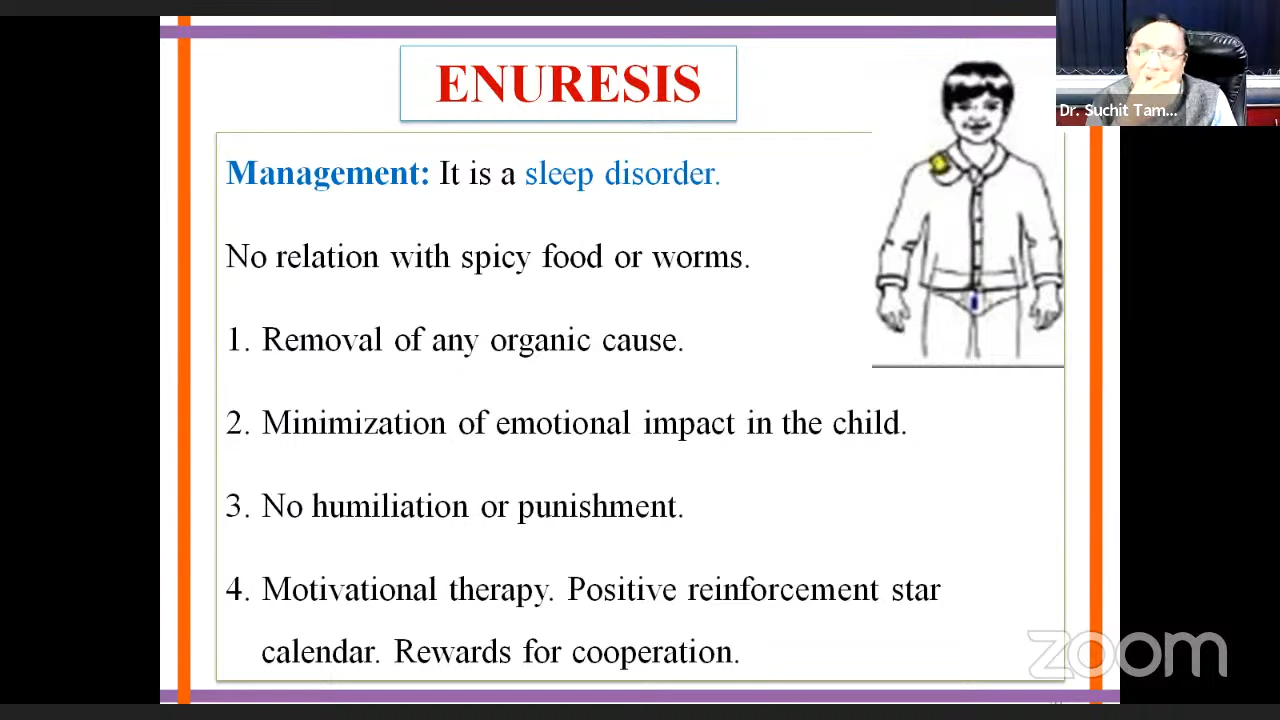 ENURESIS
Dr. Suchit Tam...
Management: It is a sleep disorder.
No relation with spicy food or worms.
1. Removal of any organic cause.
2. Minimization of emotional impact in the child.
3. No humiliation or punishment.
4. Motivational therapy. Positive reinforcement star
calendar. Rewards for cooperation.
zoom